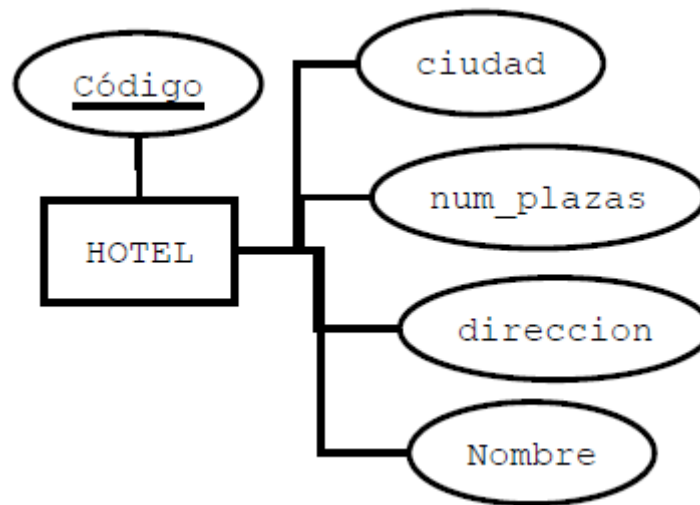 Código
HOTEL
ciudad
num_plazas
direccion
Nombre